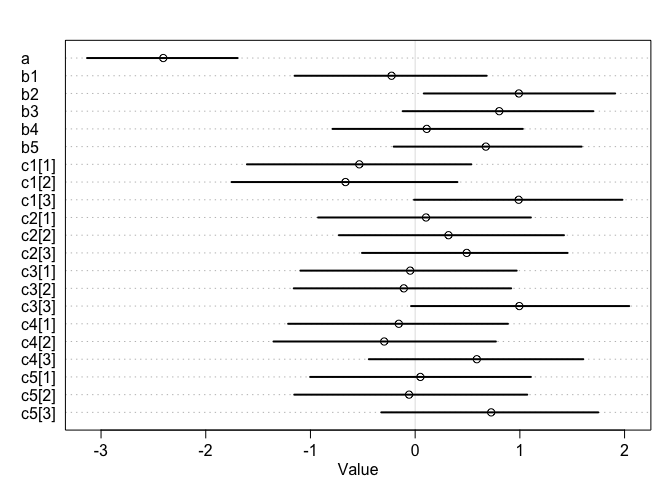 a
b1
b2
b3
b4
b5
c1[1]
c1[2]
c1[3]
c2[1]
c2[2]
c2[3]
c3[1]
c3[2]
c3[3]
c4[1]
c4[2]
c4[3]
c5[1]
c5[2]
c5[3]
-3 -2 -1 0 1 2
Value